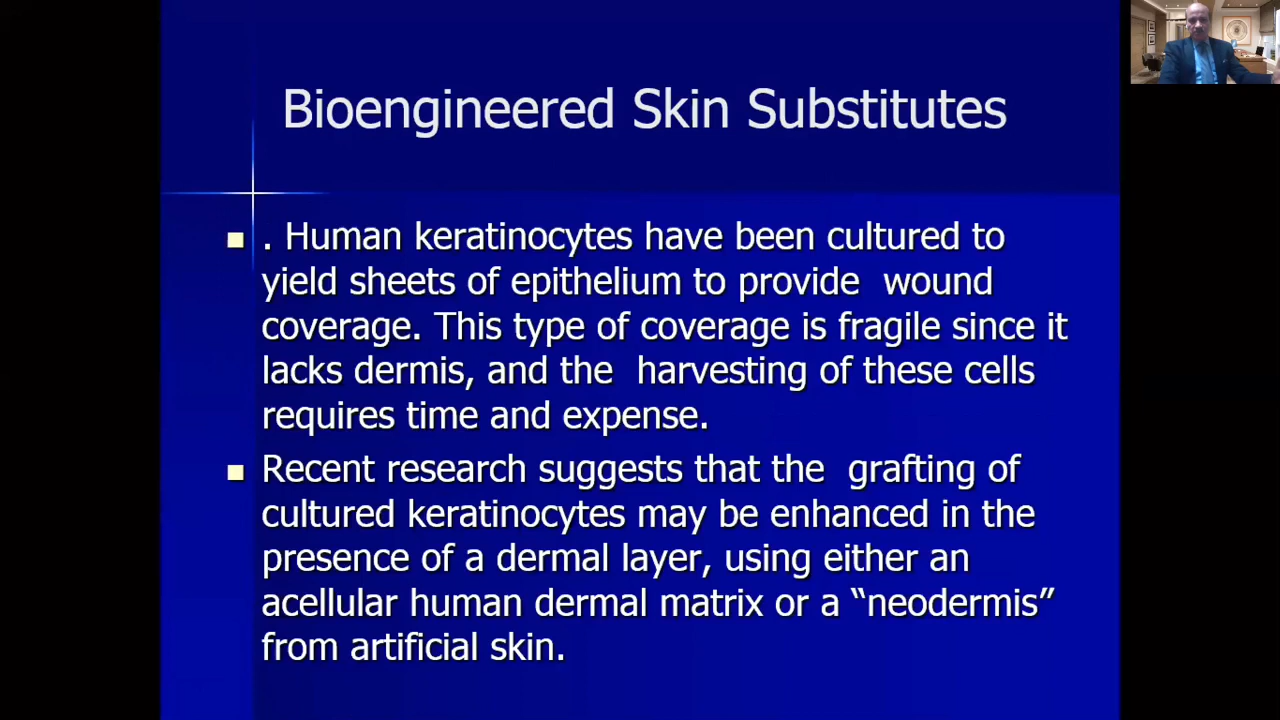 Bioengineered Skin Substitutes
. Human keratinocytes have been cultured to
yield sheets of epithelium to provide  wound
coverage. This type of coverage is fragile since it
lacks dermis, and the  harvesting of these cells
requires time and expense.
Recent research suggests that the  grafting of
cultured keratinocytes may be enhanced in the
presence of a dermal layer, using either an
acellular human dermal matrix or a “neodermis”
from artificial skin.